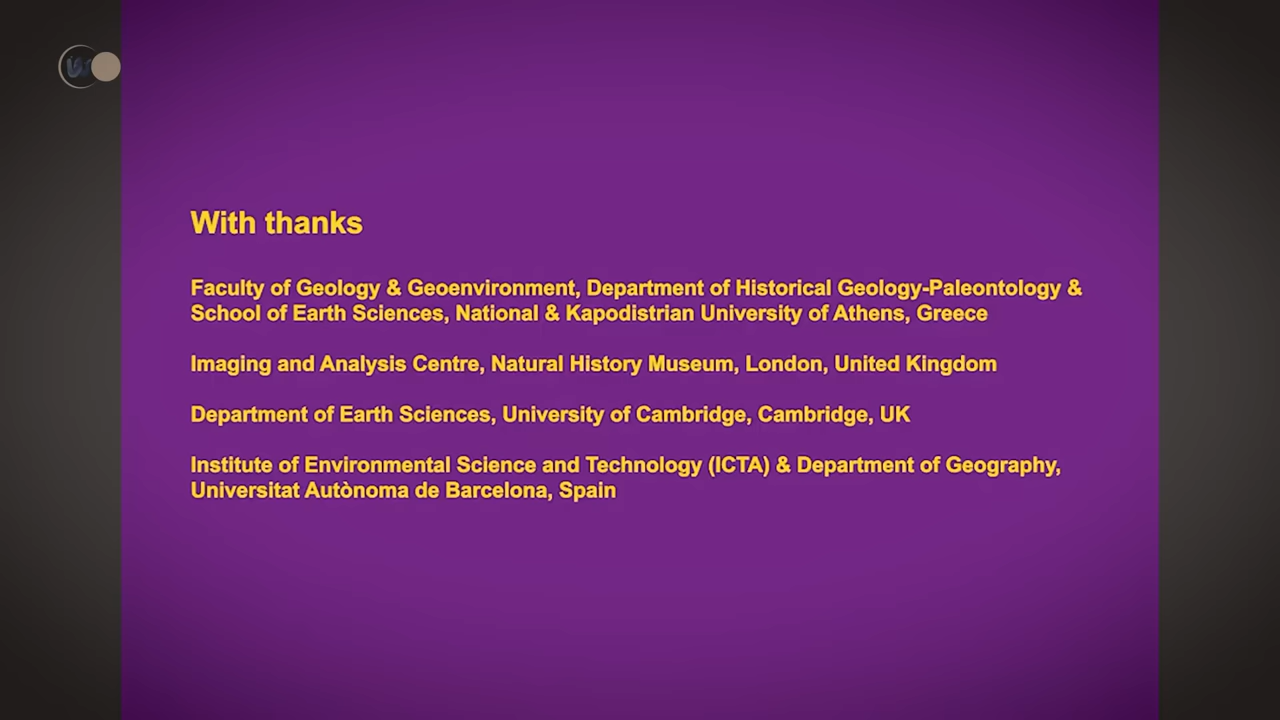 With thanks
Faculty of Geology & Geoenvironment, Department of Historical Geology-Paleontology &
School of Earth Sciences, National & Kapodistrian University of Athens, Greece
Imaging and Analysis Centre, Natural History Museum, London, United Kingdom
Department of Earth Sciences, University of Cambridge, Cambridge, UK
Institute of Environmental Science and Technology (ICTA) & Department of Geography,
Universitat Autònoma de Barcelona, Spain